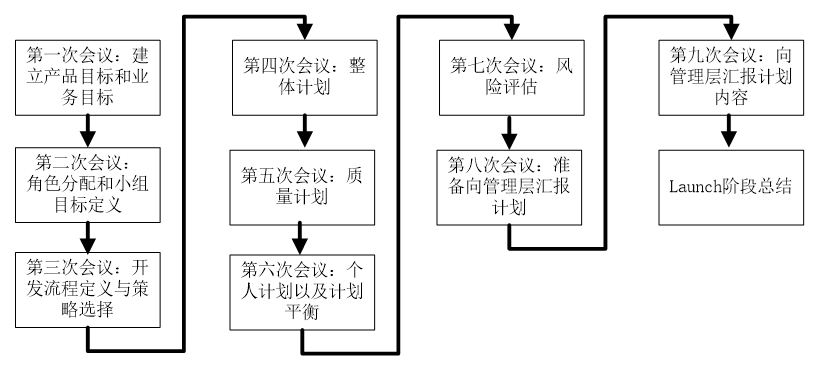 第一次会议：建
立产品目标和业
务目标
第二次会议：
角色分配和小组
目标定义
第三次会议：开
发流程定义与策
略选择
第四次会议：整
体计划
第五次会议：质
量计划
第六次会议：个
人计划以及计划
平衡
第七次会议：风
险评估
第八次会议：准
备向管理层汇报
计划
第九次会议：向
管理层汇报计划
内容
Launch阶段总结